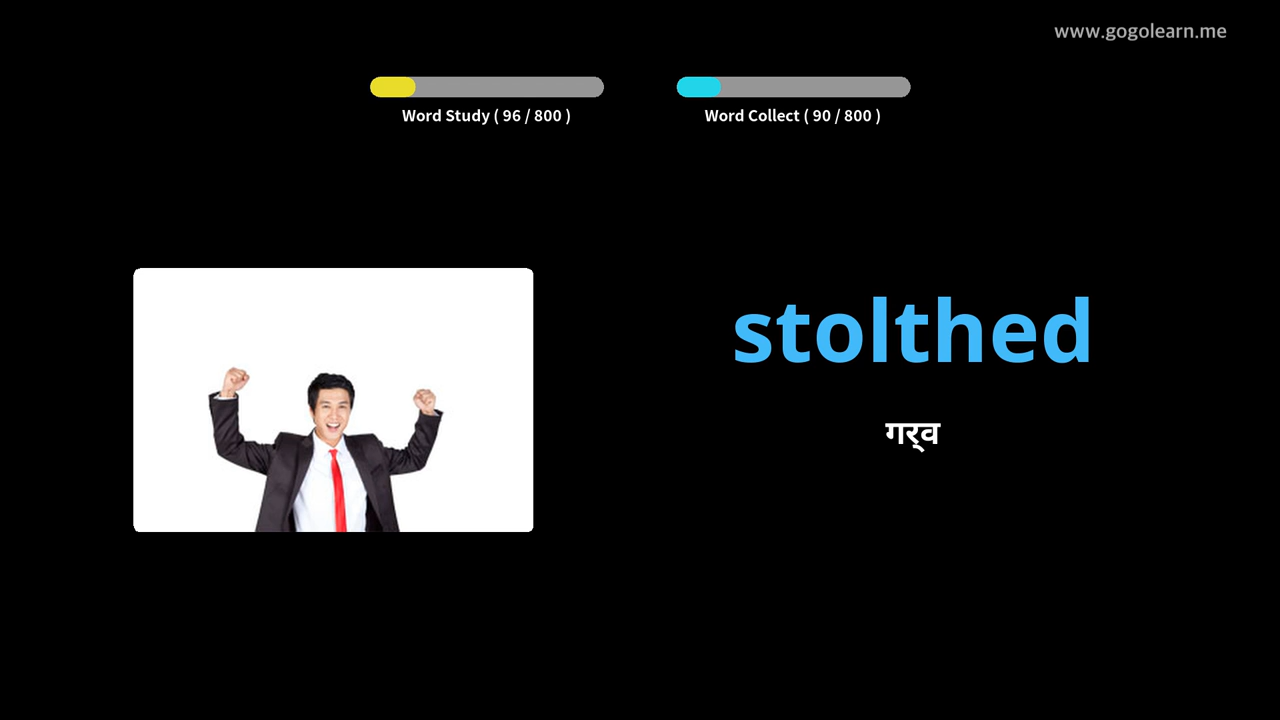 www.gogolearn.me
Word Study ( 96 / 800 )
Word Collect ( 90 / 800 )
stolthed
गर्‍व